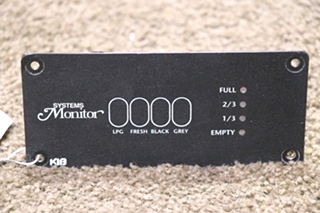 SYSTEMS
Monitor
LPG FRESH BLACK GREY
FULL
2/3
1/3
EMPTY
KIB